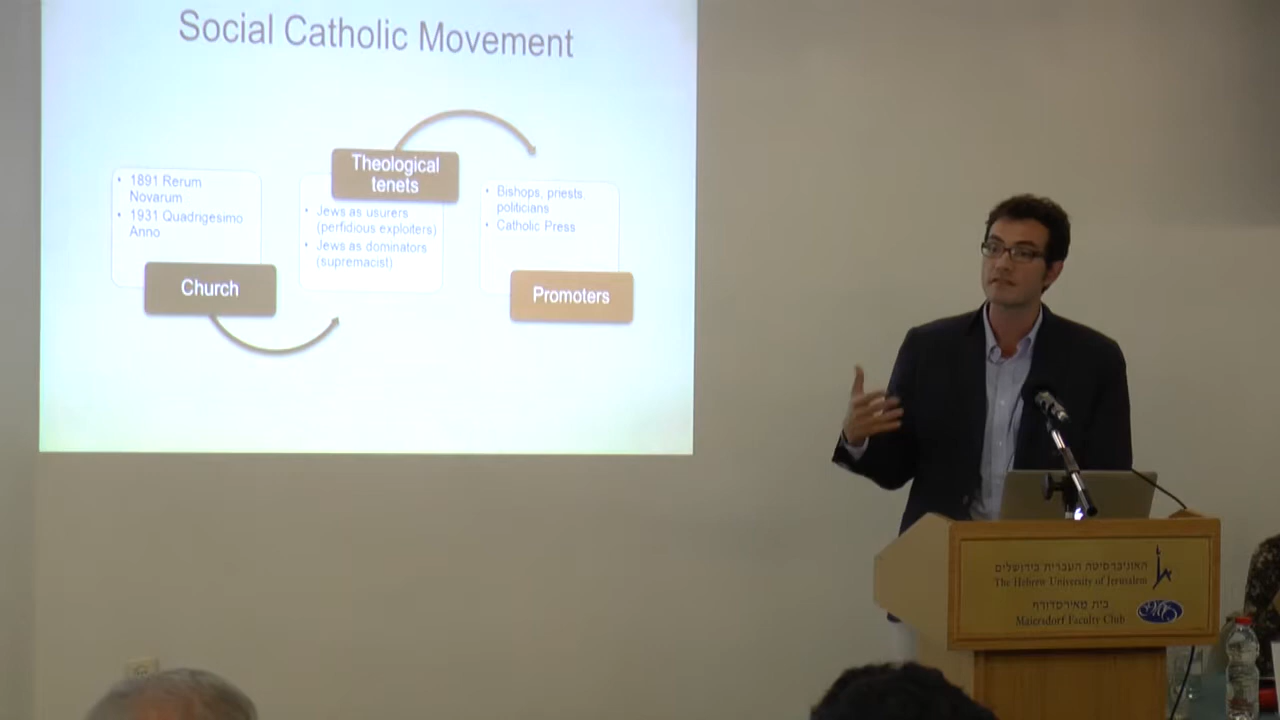 Social Catholic Movement
• 1891 Rerum
Novarum
• 1931 Quadrigesimo
Anno
Church
Theological
tenets
• Jews as usurers
(perfidious exploiters)
• Jews as dominators
(supremacist)
• Bishops, priests,
politicians
• Catholic Press
Promoters
האוניברסיטה העברית בירושלים
The Hebrew University of Jerusalem
בית מאירסדורף
Maiersdorf Faculty Club